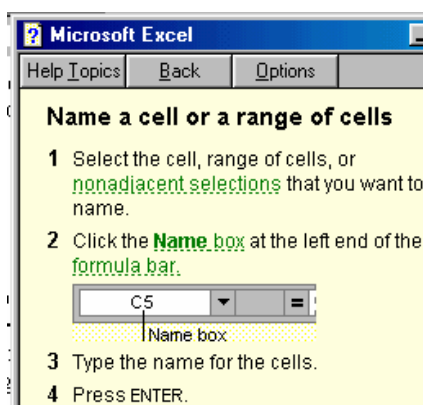 Microsoft Excel
Help Topics Back Options
Name a cell or a range of cells
1 Select the cell, range of cells, or
nonadjacent selections that you want to
name.
2 Click the Name box at the left end of the
formula bar.
C5 =
Name box
3 Type the name for the cells.
4 Press ENTER.